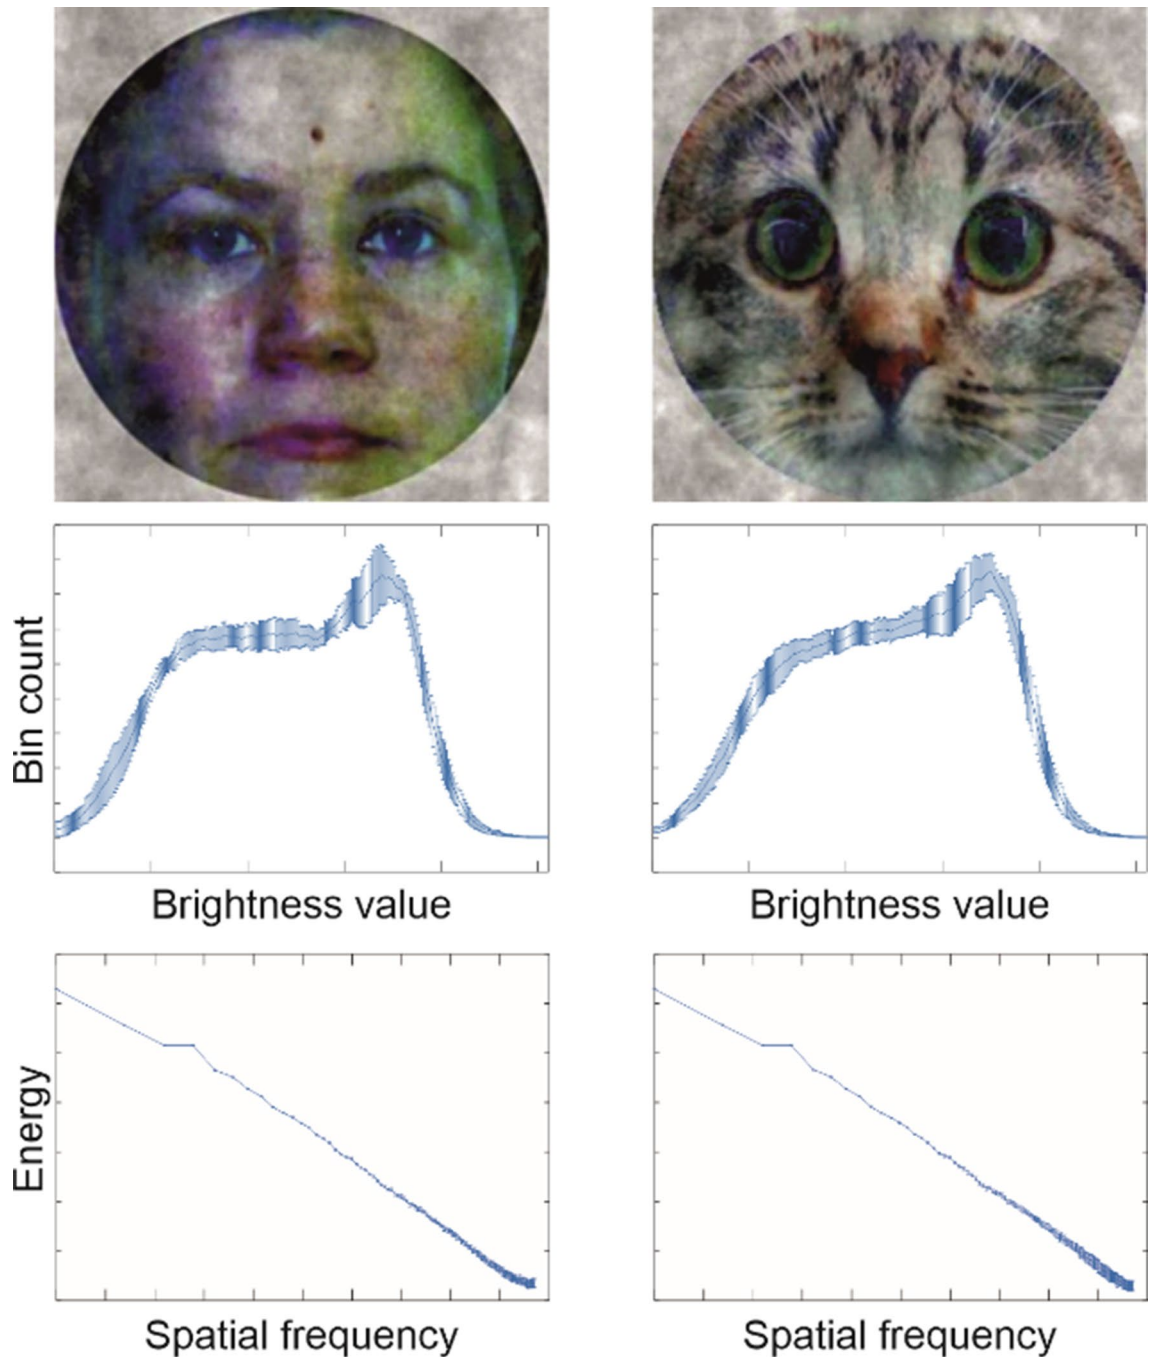 Bin count
Brightness value
Brightness value
Energy
Spatial frequency
Spatial frequency